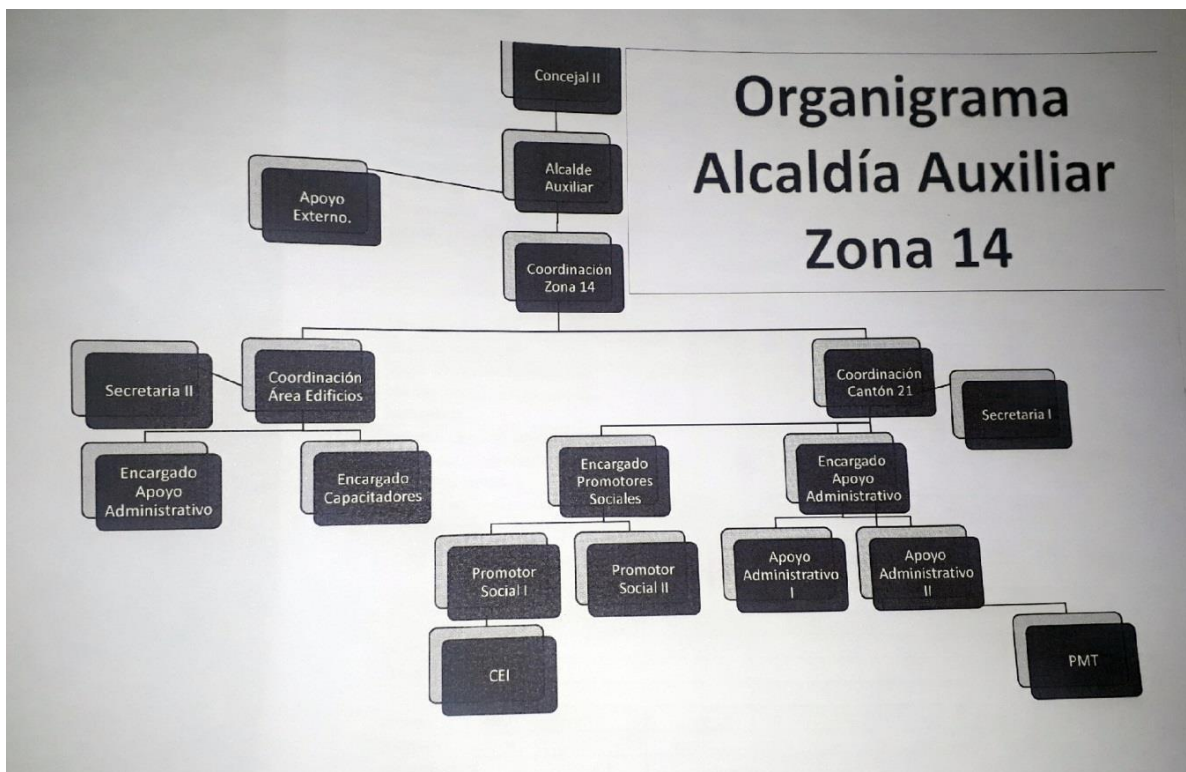 Organigrama
Alcaldía Auxiliar
Zona 14
Concejal II
Alcalde
Auxiliar
Apoyo
Externo.
Coordinación
Zona 14
Secretaria II
Coordinación
Área Edificios
Coordinación
Cantón 21
Secretaria I
Encargado
Apoyo
Administrativo
Encargado
Capacitadores
Encargado
Promotores
Sociales
Encargado
Apoyo
Administrativo
Promotor
Social I
Promotor
Social II
Apoyo
Administrativo
I
Apoyo
Administrativo
II
CEI
PMT